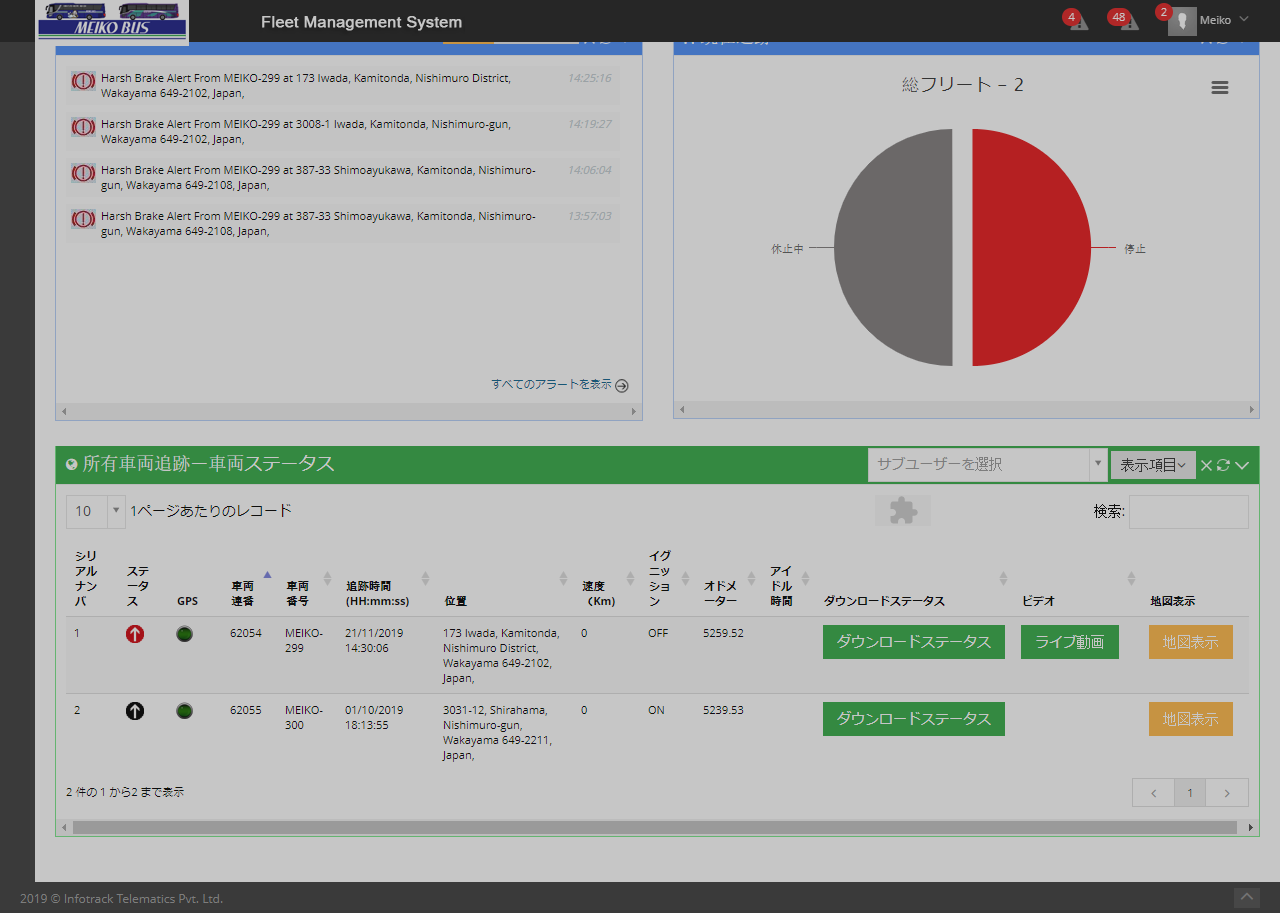 MEIKO BUS
Fleet Management System
4
48
2
Meiko
Harsh Brake Alert From MEIKO-299 at 173 Iwada, Kamitonda, Nishimuro District,
Wakayama 649-2102, Japan,
14:25:16
Harsh Brake Alert From MEIKO-299 at 3008-1 Iwada, Kamitonda, Nishimuro-gun,
Wakayama 649-2102, Japan,
14:19:27
Harsh Brake Alert From MEIKO-299 at 387-33 Shimoayukawa, Kamitonda, Nishimuro-
gun, Wakayama 649-2108, Japan,
14:06:04
Harsh Brake Alert From MEIKO-299 at 387-33 Shimoayukawa, Kamitonda, Nishimuro-
gun, Wakayama 649-2108, Japan,
13:57:03
すべてのアラートを表示
総フリート – 2
休止中
停止
所有車両追跡ー車両ステータス
サブユーザーを選択
表示項目
10
1ページあたりのレコード
検索:
シリアルナンバ ステータス GPS 車両連番 車両番号 追跡時間(HH:mm:ss) 位置 速度(Km) イグニッション オドメーター アイドル時間 ダウンロードステータス ビデオ 地図表示
1 62054 MEIKO-299 21/11/2019 14:30:06 173 Iwada, Kamitonda, Nishimuro District, Wakayama 649-2102, Japan, 0 OFF 5259.52 ダウンロードステータス ライブ動画 地図表示
2 62055 MEIKO-300 01/10/2019 18:13:55 3031-12, Shirahama, Nishimuro-gun, Wakayama 649-2211, Japan, 0 ON 5239.53 ダウンロードステータス 地図表示
2 件の 1 から2 まで表示
1
2019 © Infotrack Telematics Pvt. Ltd.